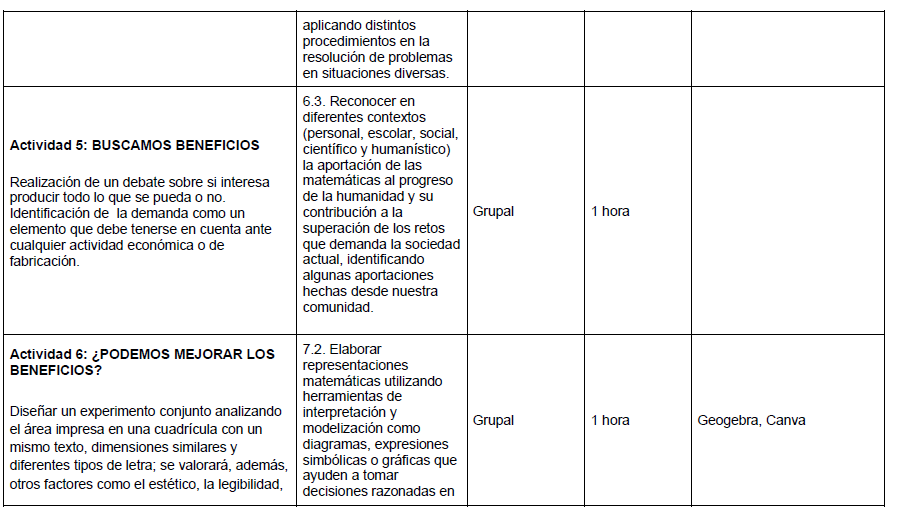 aplicando distintos
procedimientos en la
resolución de problemas
en situaciones diversas.
Actividad 5: BUSCAMOS BENEFICIOS
Realización de un debate sobre si interesa
producir todo lo que se pueda o no.
Identificación de  la demanda como un
elemento que debe tenerse en cuenta ante
cualquier actividad económica o de
fabricación.
6.3. Reconocer en
diferentes contextos
(personal, escolar, social,
científico y humanístico)
la aportación de las
matemáticas al progreso
de la humanidad y su
contribución a la
superación de los retos
que demanda la sociedad
actual, identificando
algunas aportaciones
hechas desde nuestra
comunidad.
Grupal
1 hora
Actividad 6: ¿PODEMOS MEJORAR LOS
BENEFICIOS?
Diseñar un experimento conjunto analizando
el área impresa en una cuadrícula con un
mismo texto, dimensiones similares y
diferentes tipos de letra; se valorará, además,
otros factores como el estético, la legibilidad,
7.2. Elaborar
representaciones
matemáticas utilizando
herramientas de
interpretación y
modelización como
diagramas, expresiones
simbólicas o gráficas que
ayuden a tomar
decisiones razonadas en
Grupal
1 hora
Geogebra, Canva